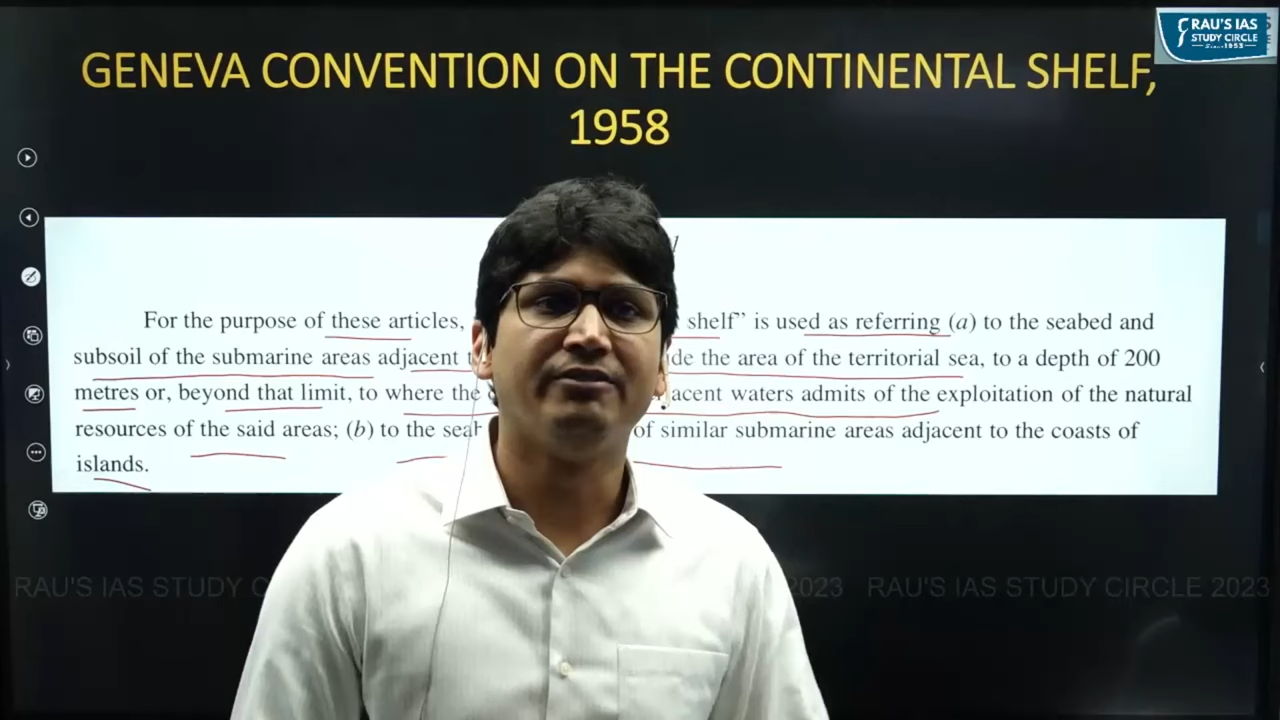 RAU'S IAS
STUDY CIRCLE
Since 1953
GENEVA CONVENTION ON THE CONTINENTAL SHELF,
1958
For the purpose of these articles, shelf” is used as referring (a) to the seabed and
subsoil of the submarine areas adjacent the area of the territorial sea, to a depth of 200
metres or, beyond that limit, to where the waters admits of the exploitation of the natural
resources of the said areas; (b) to the of similar submarine areas adjacent to the coasts of
islands.
RAU'S IAS STUDY 2023 RAU'S IAS STUDY CIRCLE 2023